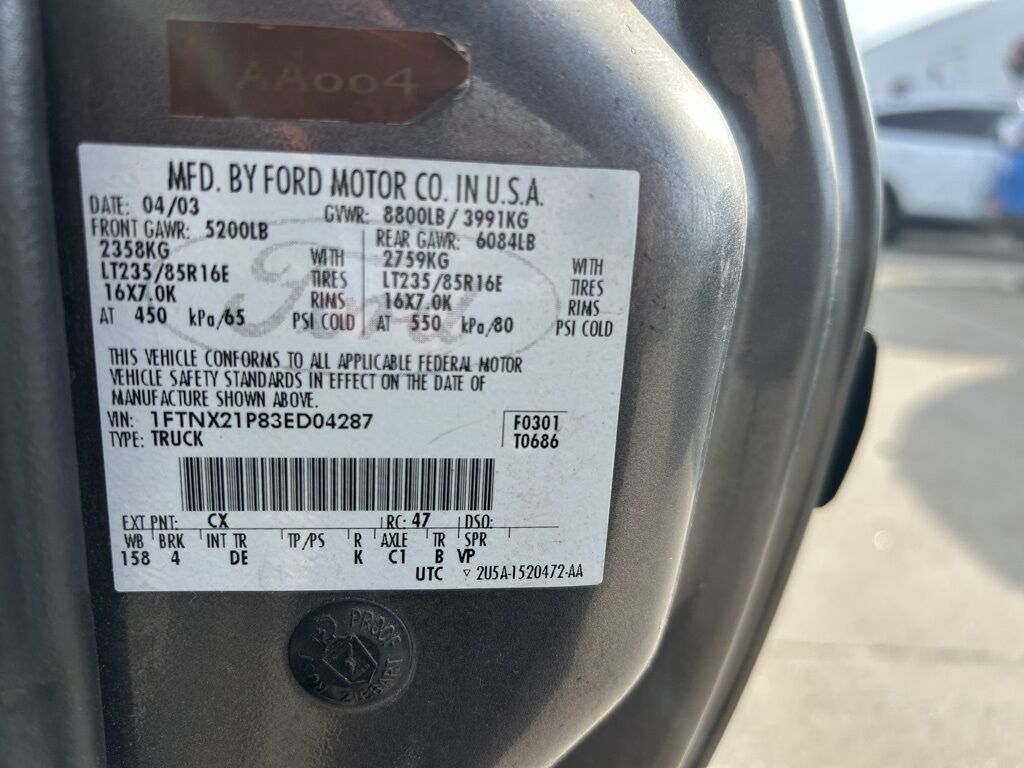 AA004
MFD. BY FORD MOTOR CO. IN U.S.A.
DATE: 04/03 GVWR: 8800LB/3991KG
FRONT GAWR: 5200LB REAR GAWR: 6084LB
2358KG WITH 2759KG WITH
LT235/85R16E TIRES LT235/85R16E TIRES
16X7.0K RIMS 16X7.0K RIMS
AT 450 kPa/65 PSI COLD AT 550 kPa/80 PSI COLD
Ford
THIS VEHICLE CONFORMS TO ALL APPLICABLE FEDERAL MOTOR
VEHICLE SAFETY STANDARDS IN EFFECT ON THE DATE OF
MANUFACTURE SHOWN ABOVE.
VIN: 1FTNX21P83ED04287 F0301
TYPE: TRUCK T0686
EXT PNT: CX RC: 47 DSO:
WB BRK INT TR TP/PS R AXLE TR SPR
158 4 DE K C1 B VP
UTC ▿ 2U5A-1520472-AA
PROOF
ZIEBART